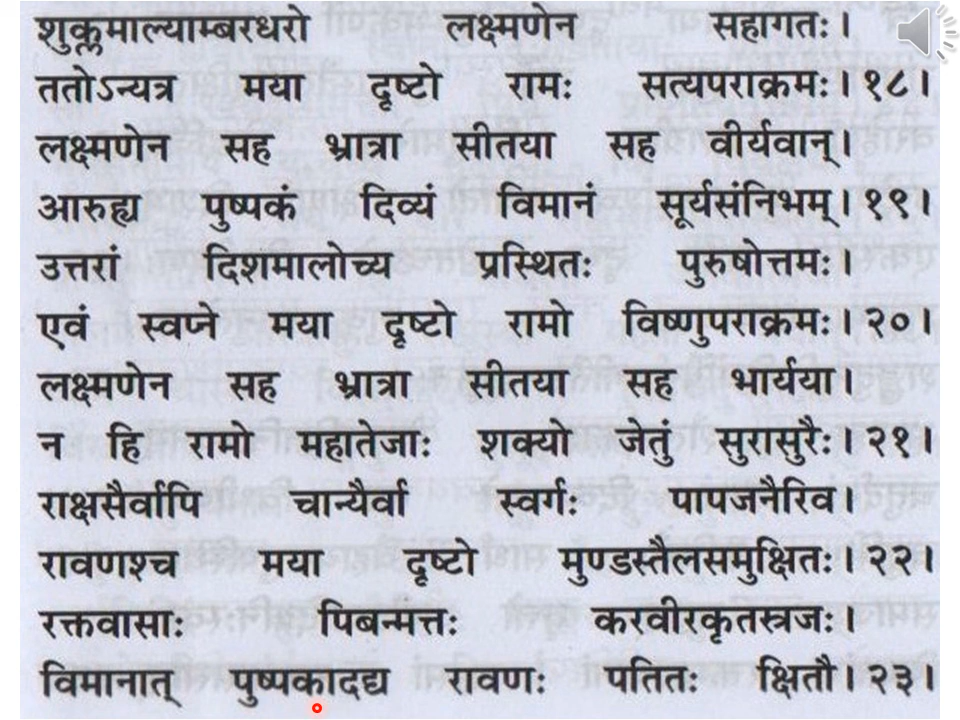 शुक्लमाल्याम्बरधरो लक्ष्मणेन सहागतः।
ततोऽन्यत्र मया दृष्टो रामः सत्यपराक्रमः।१८।
लक्ष्मणेन सह भ्रात्रा सीतया सह वीर्यवान्।
आरुह्य पुष्पकं दिव्यं विमानं सूर्यसंनिभम्।१९।
उत्तरां दिशमालोच्य प्रस्थितः पुरुषोत्तमः।
एवं स्वप्ने मया दृष्टो रामो विष्णुपराक्रमः।२०।
लक्ष्मणेन सह भ्रात्रा सीतया सह भार्यया।
न हि रामो महातेजाः शक्यो जेतुं सुरासुरैः।२१।
राक्षसैर्वापि चान्यैर्वा स्वर्गः पापजनैरिव।
रावणश्च मया दृष्टो मुण्डस्तैलसमुक्षितः।२२।
रक्तवासाः पिबन्मत्तः करवीरकृतस्त्रजः।
विमानात् पुष्पकादद्य रावणः पतितः क्षितौ।२३।